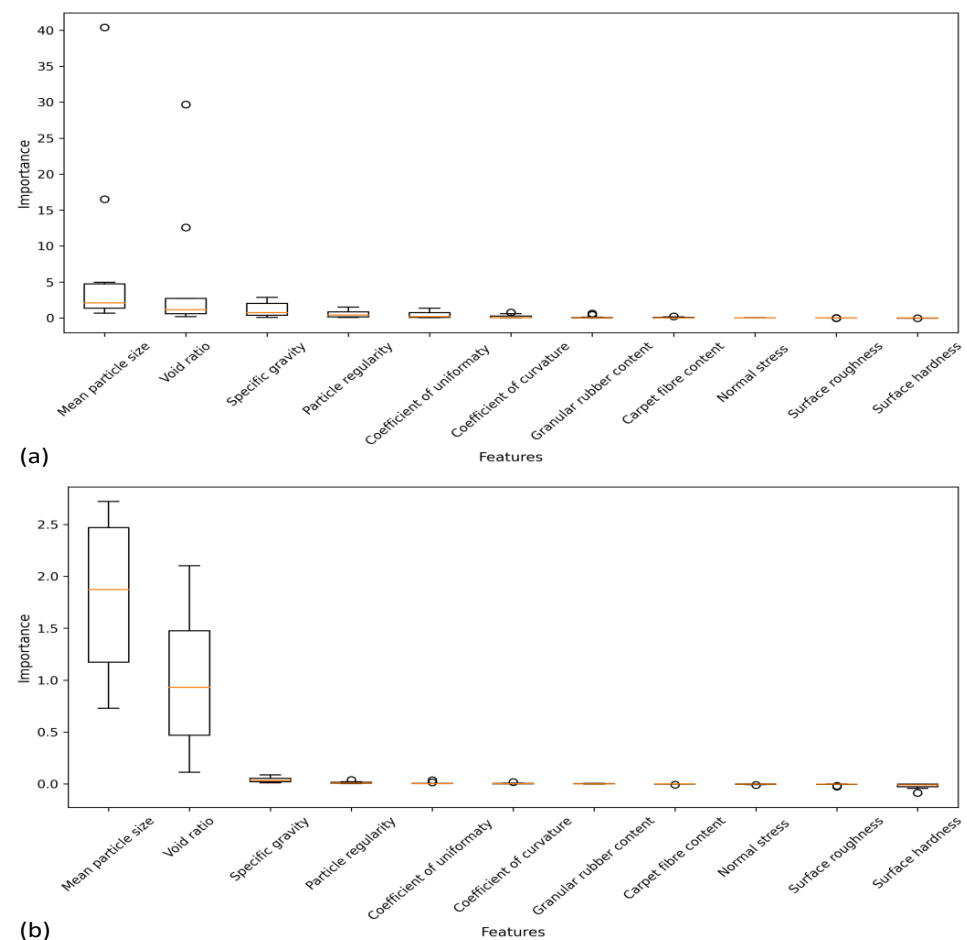 40
35
30
25
20
15
10
5
0
Importance
Mean particle size
Void ratio
Specific gravity
Particle regularity
Coefficient of uniformaty
Coefficient of curvature
Granular rubber content
Carpet fibre content
Normal stress
Surface roughness
Surface hardness
Features
(a)
2.5
2.0
1.5
1.0
0.5
0.0
Importance
Mean particle size
Void ratio
Specific gravity
Particle regularity
Coefficient of uniformaty
Coefficient of curvature
Granular rubber content
Carpet fibre content
Normal stress
Surface roughness
Surface hardness
Features
(b)